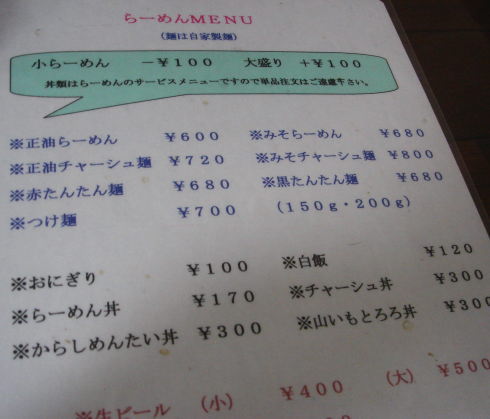 らーめんMENU
(麺は自家製麺)
小らーめん －￥１００ 大盛り ＋￥１００
丼類はらーめんのサービスメニューですので単品注文はご遠慮下さい。
※正油らーめん ￥６００ ※みそらーめん ￥６８０
※正油チャーシュ麺 ￥７２０ ※みそチャーシュ麺 ￥８００
※赤たんたん麺 ￥６８０ ※黒たんたん麺 ￥６８０
※つけ麺 ￥７００ (１５０g・２００g)
※おにぎり ￥１００ ※白飯 ￥１２０
※らーめん丼 ￥１７０ ※チャーシュ丼 ￥３００
※からしめんたい丼 ￥３００ ※山いもとろろ丼 ￥３００
※生ビール (小) ￥４００ (大) ￥５００